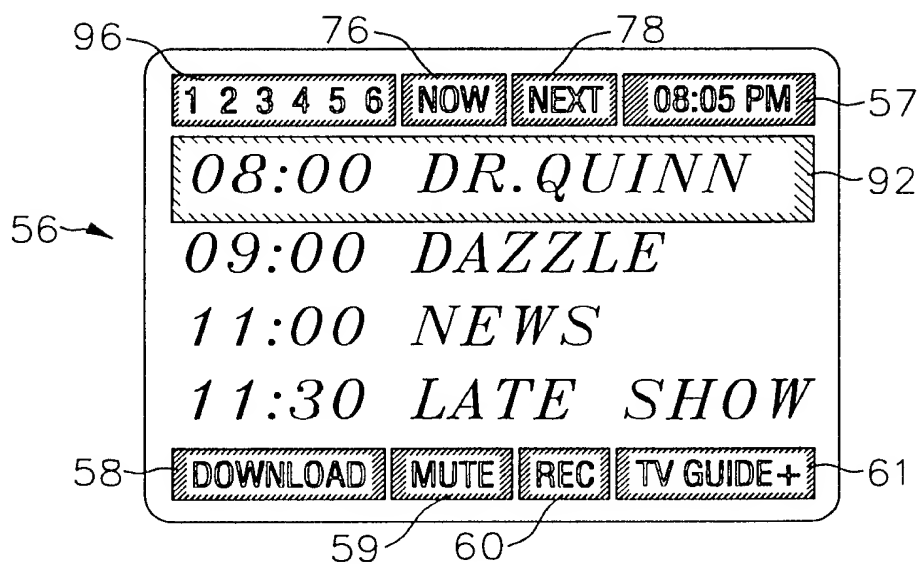 96 76 78
1 2 3 4 5 6 NOW NEXT 08:05 PM 57
08:00 DR.QUINN 92
56 09:00 DAZZLE
11:00 NEWS
11:30 LATE SHOW
58 DOWNLOAD MUTE REC TV GUIDE+ 61
59 60